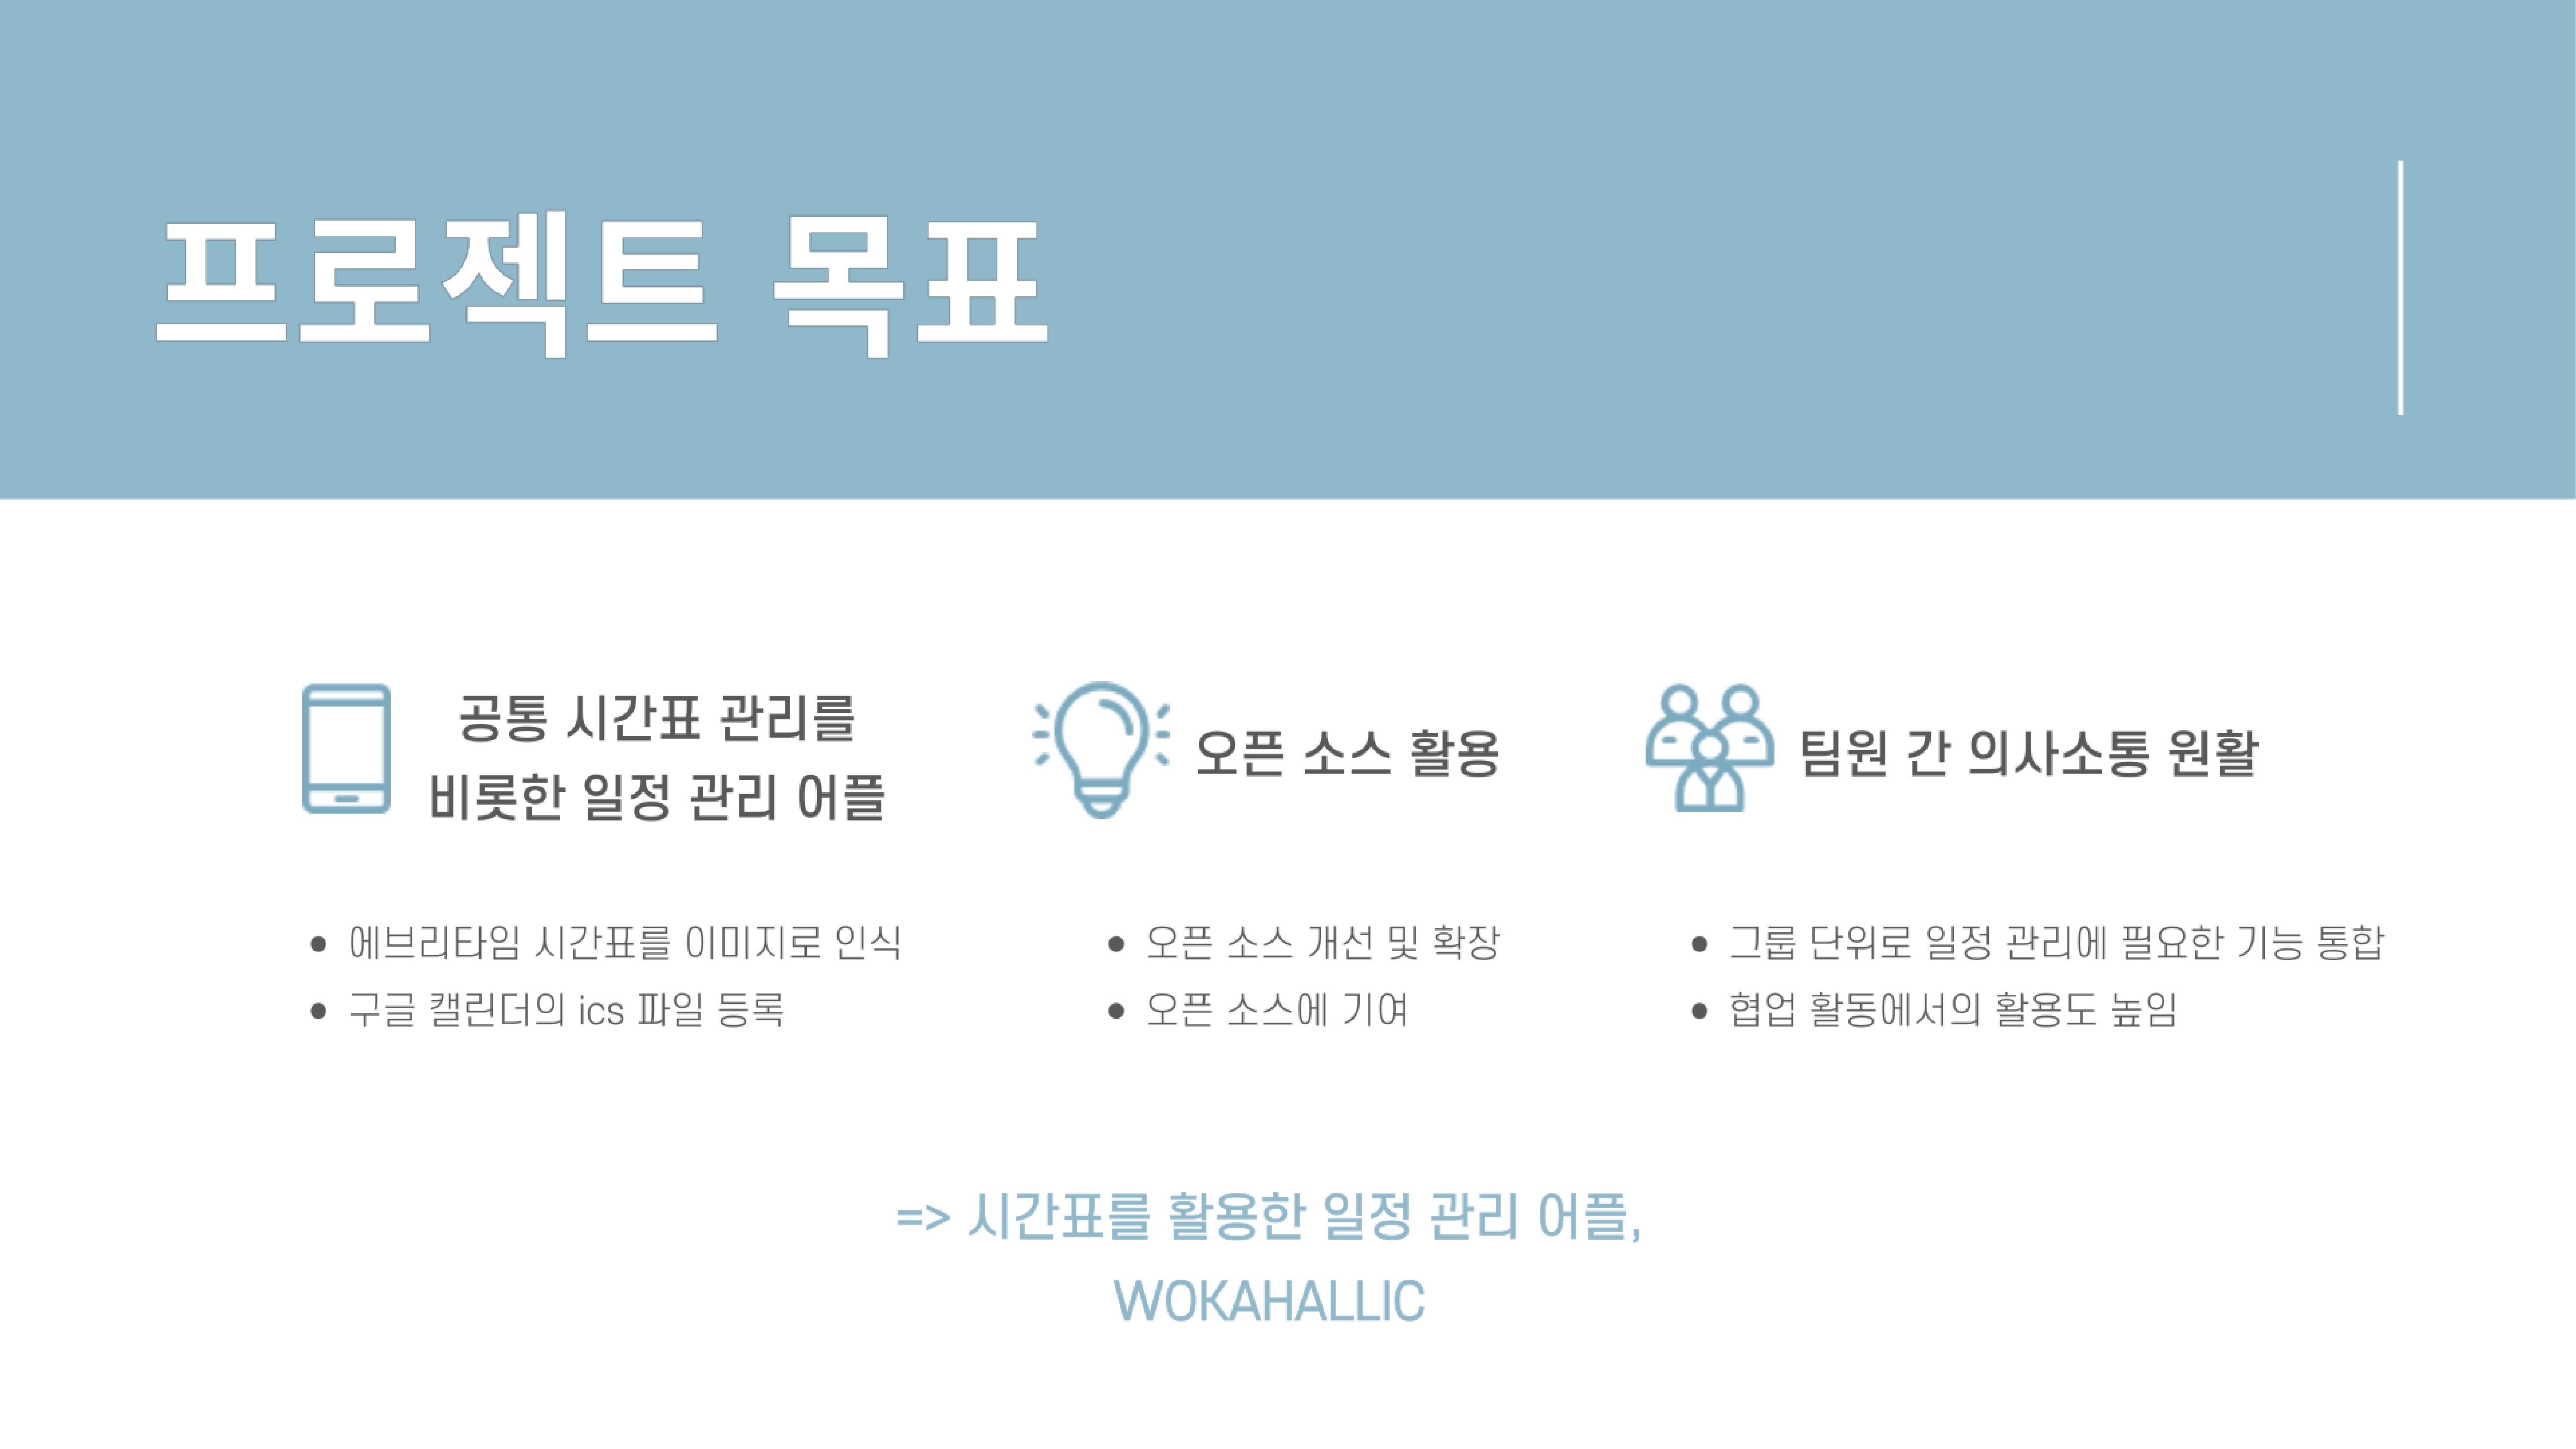 프로젝트 목표
공통 시간표 관리를
비롯한 일정 관리 어플
• 에브리타임 시간표를 이미지로 인식
• 구글 캘린더의 ics 파일 등록
오픈 소스 활용
• 오픈 소스 개선 및 확장
• 오픈 소스에 기여
팀원 간 의사소통 원활
• 그룹 단위로 일정 관리에 필요한 기능 통합
• 협업 활동에서의 활용도 높임
=> 시간표를 활용한 일정 관리 어플,
WOKAHALLIC